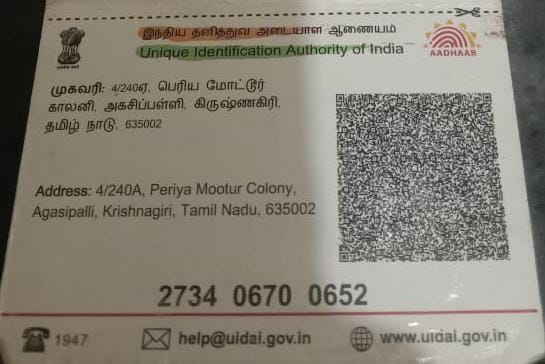 இந்திய தனித்துவ அடையாள ஆணையம்
Unique Identification Authority of India
AADHAAR
முகவரி: 4/240ஏ, பெரிய மோட்டூர்
காலனி, அகசிப்பள்ளி, கிருஷ்ணகிரி,
தமிழ் நாடு, 635002
Address: 4/240A, Periya Mootur Colony,
Agasipalli, Krishnagiri, Tamil Nadu, 635002
2734 0670 0652
1947
help@uidai.gov.in
www.uidai.gov.in